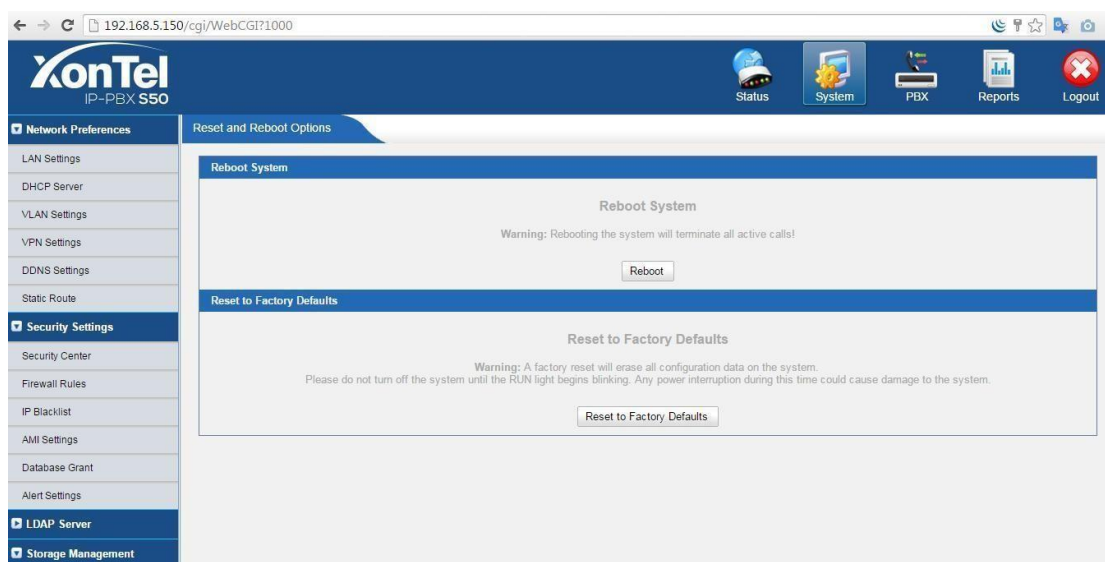 192.168.5.150/cgi/WebCGI?1000
XonTel
IP-PBX S50
Status
System
PBX
Reports
Logout
Network Preferences
LAN Settings
DHCP Server
VLAN Settings
VPN Settings
DDNS Settings
Static Route
Security Settings
Security Center
Firewall Rules
IP Blacklist
AMI Settings
Database Grant
Alert Settings
LDAP Server
Storage Management
Reset and Reboot Options
Reboot System
Reboot System
Warning: Rebooting the system will terminate all active calls!
Reboot
Reset to Factory Defaults
Reset to Factory Defaults
Warning: A factory reset will erase all configuration data on the system.
Please do not turn off the system until the RUN light begins blinking. Any power interruption during this time could cause damage to the system.
Reset to Factory Defaults